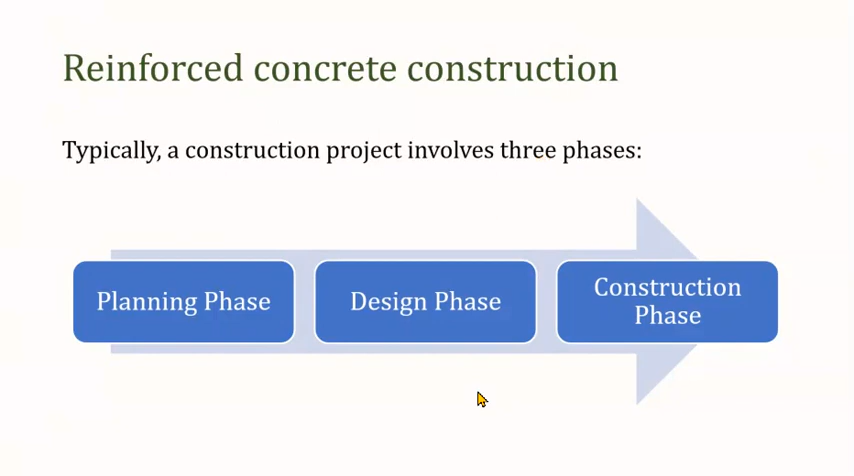 Reinforced concrete construction
Typically, a construction project involves three phases:
Planning Phase
Design Phase
Construction
Phase